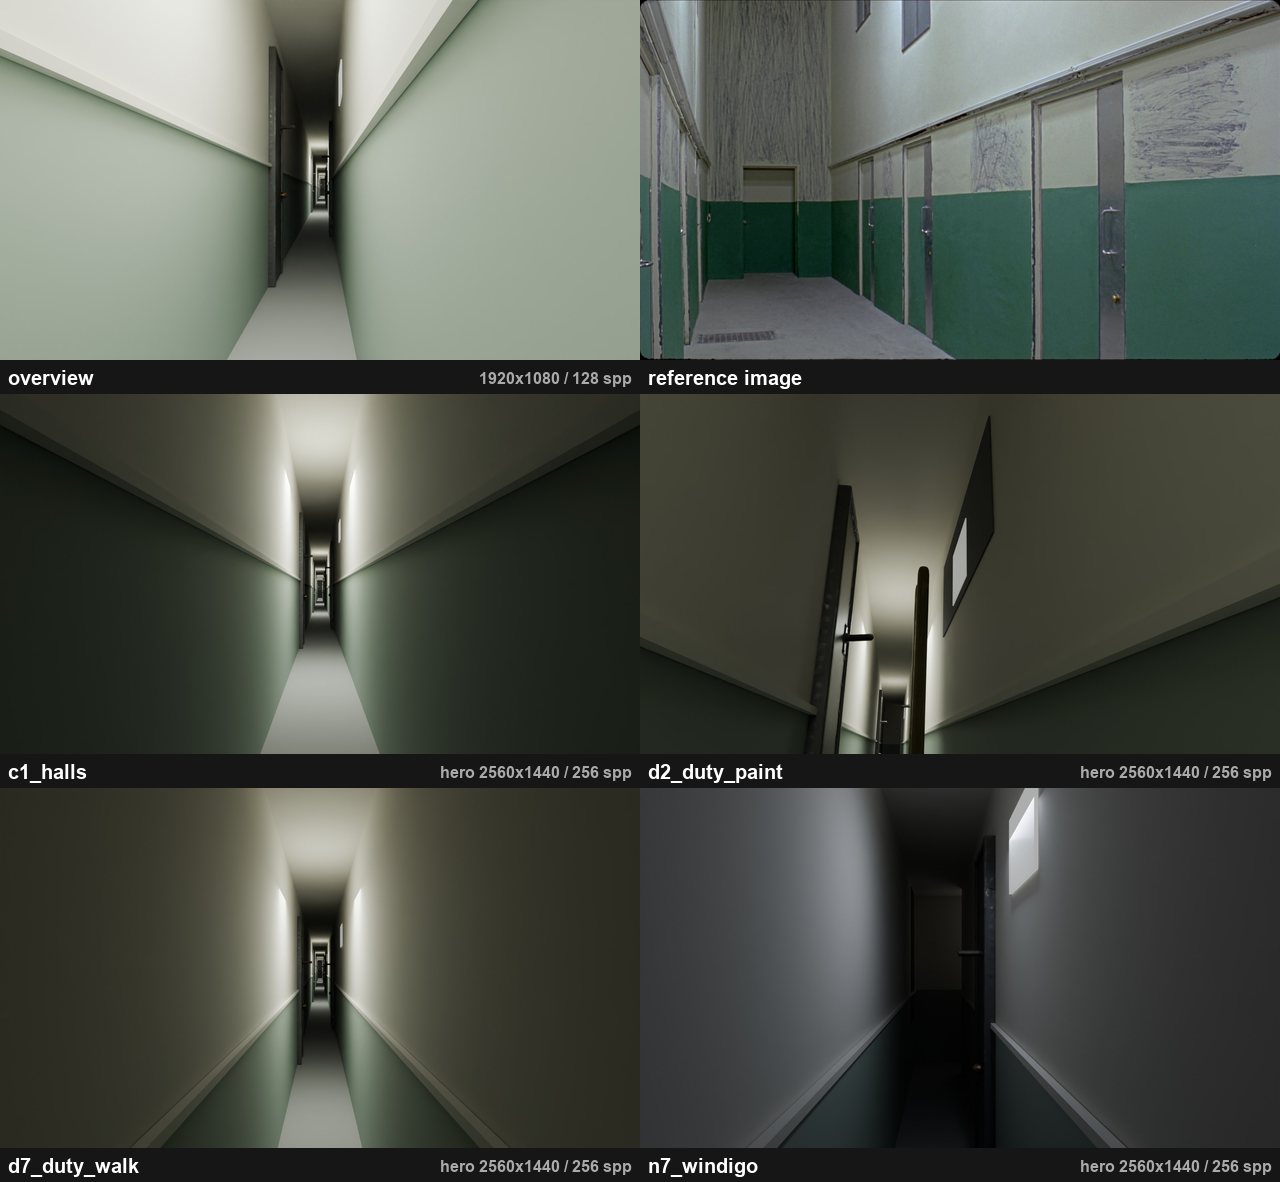 overview
1920x1080 / 128 spp
reference image
c1_halls
hero 2560x1440 / 256 spp
d2_duty_paint
hero 2560x1440 / 256 spp
d7_duty_walk
hero 2560x1440 / 256 spp
n7_windigo
hero 2560x1440 / 256 spp